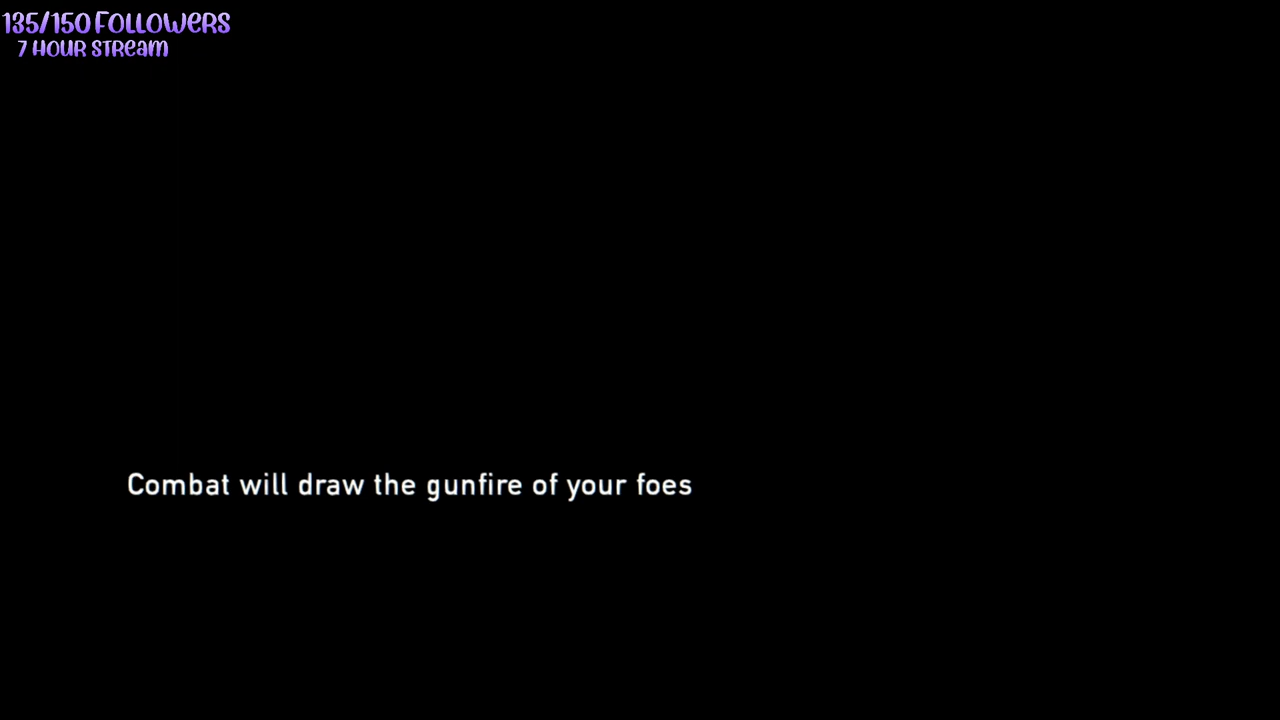 135/150 Followers
7 Hour Stream
Combat will draw the gunfire of your foes